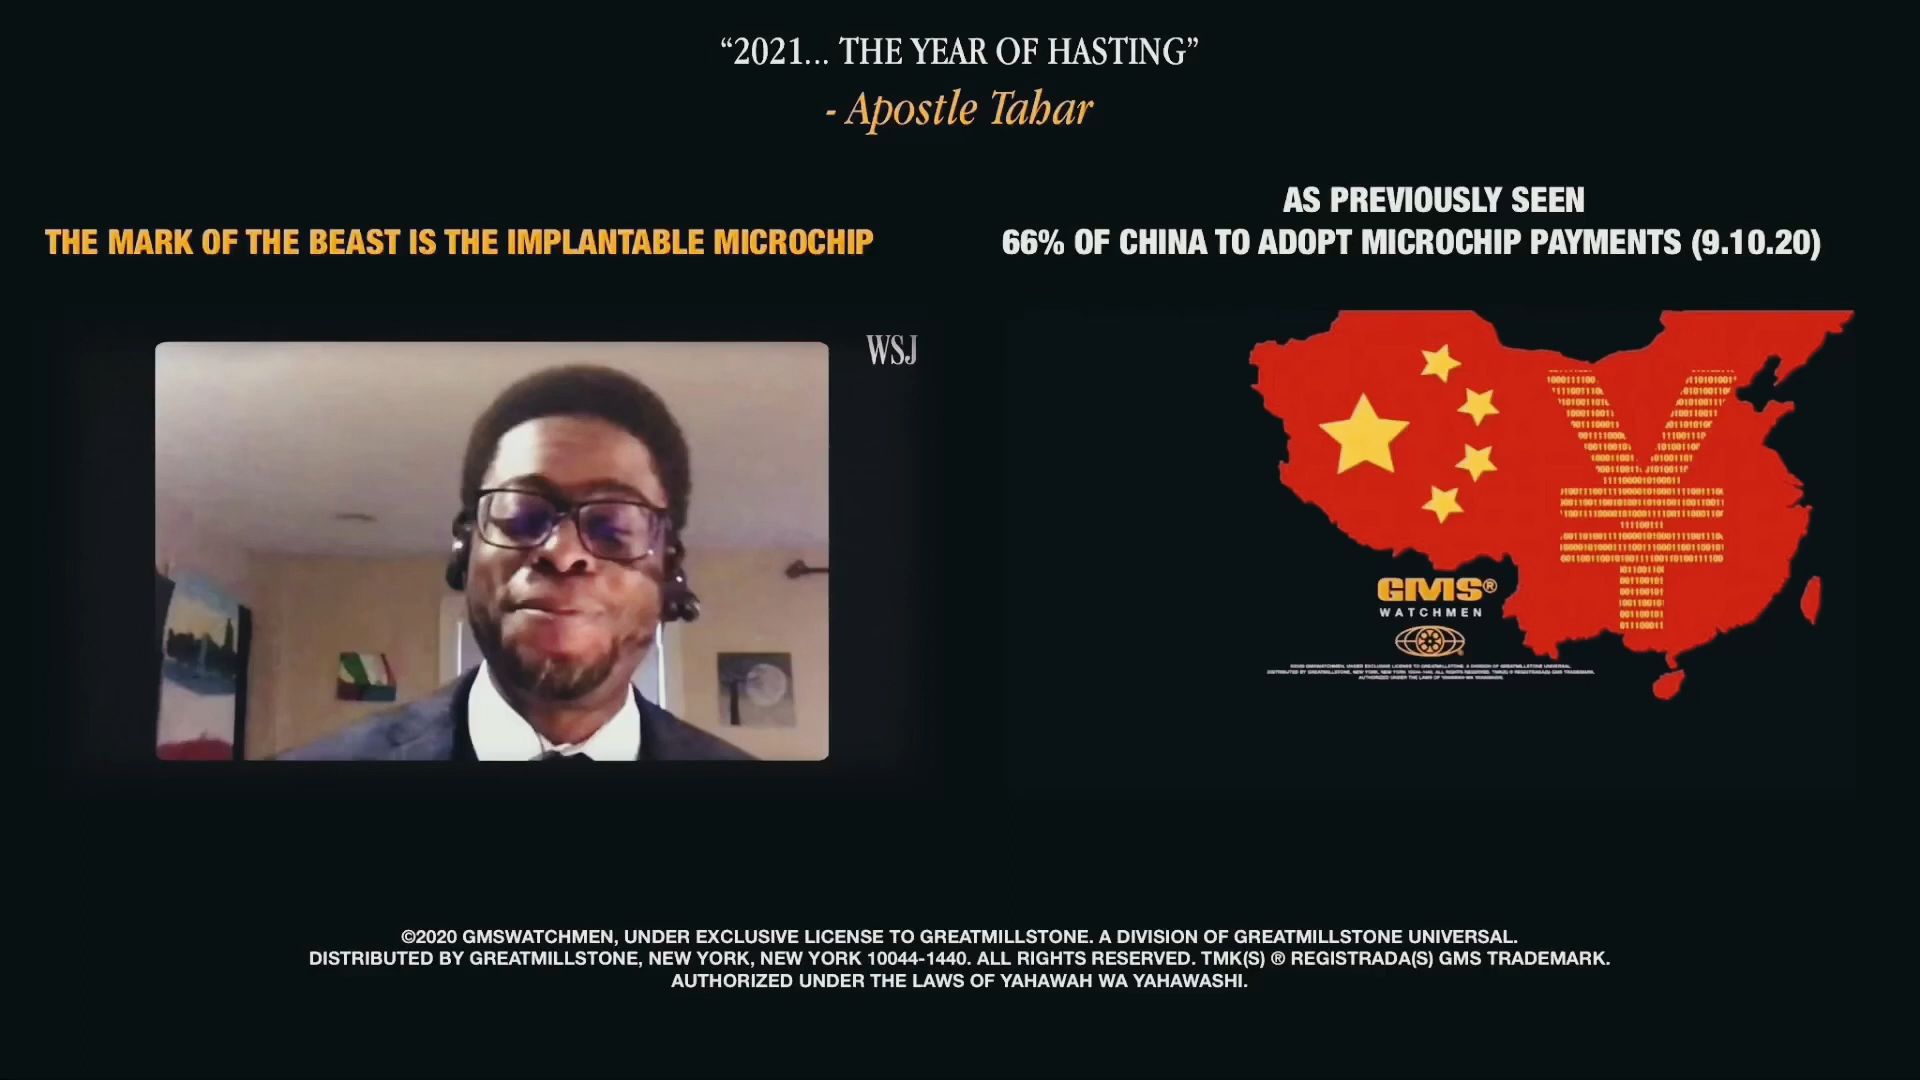 “2021... THE YEAR OF HASTING”
- Apostle Tahar
THE MARK OF THE BEAST IS THE IMPLANTABLE MICROCHIP
AS PREVIOUSLY SEEN
66% OF CHINA TO ADOPT MICROCHIP PAYMENTS (9.10.20)
WSJ
GMS®
WATCHMEN
©2020 GMSWATCHMEN, UNDER EXCLUSIVE LICENSE TO GREATMILLSTONE. A DIVISION OF GREATMILLSTONE UNIVERSAL.
DISTRIBUTED BY GREATMILLSTONE, NEW YORK, NEW YORK 10044-1440. ALL RIGHTS RESERVED. TMK(S) ® REGISTRADA(S) GMS TRADEMARK.
AUTHORIZED UNDER THE LAWS OF YAHAWAH WA YAHAWASHI.